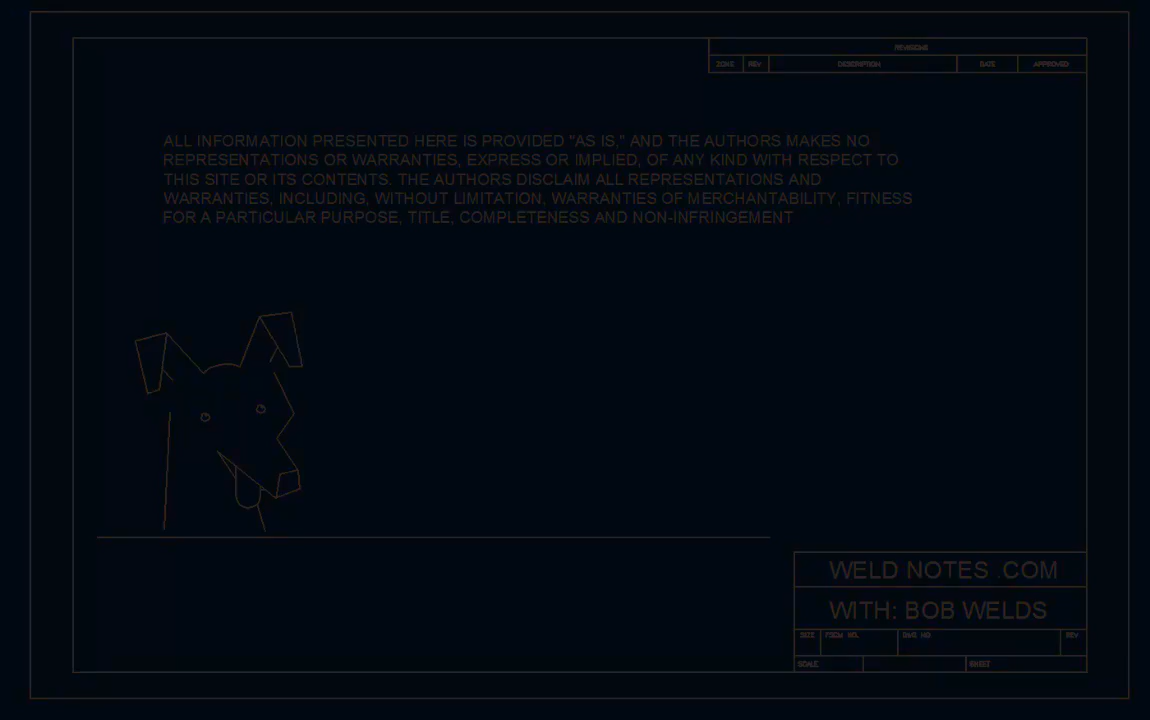 REVISIONS
ZONE REV DESCRIPTION DATE APPROVED
ALL INFORMATION PRESENTED HERE IS PROVIDED "AS IS," AND THE AUTHORS MAKES NO
REPRESENTATIONS OR WARRANTIES, EXPRESS OR IMPLIED, OF ANY KIND WITH RESPECT TO
THIS SITE OR ITS CONTENTS. THE AUTHORS DISCLAIM ALL REPRESENTATIONS AND
WARRANTIES, INCLUDING, WITHOUT LIMITATION, WARRANTIES OF MERCHANTABILITY, FITNESS
FOR A PARTICULAR PURPOSE, TITLE, COMPLETENESS AND NON-INFRINGEMENT
WELD NOTES .COM
WITH: BOB WELDS
SIZE FSCM NO. DWG NO REV
SCALE SHEET